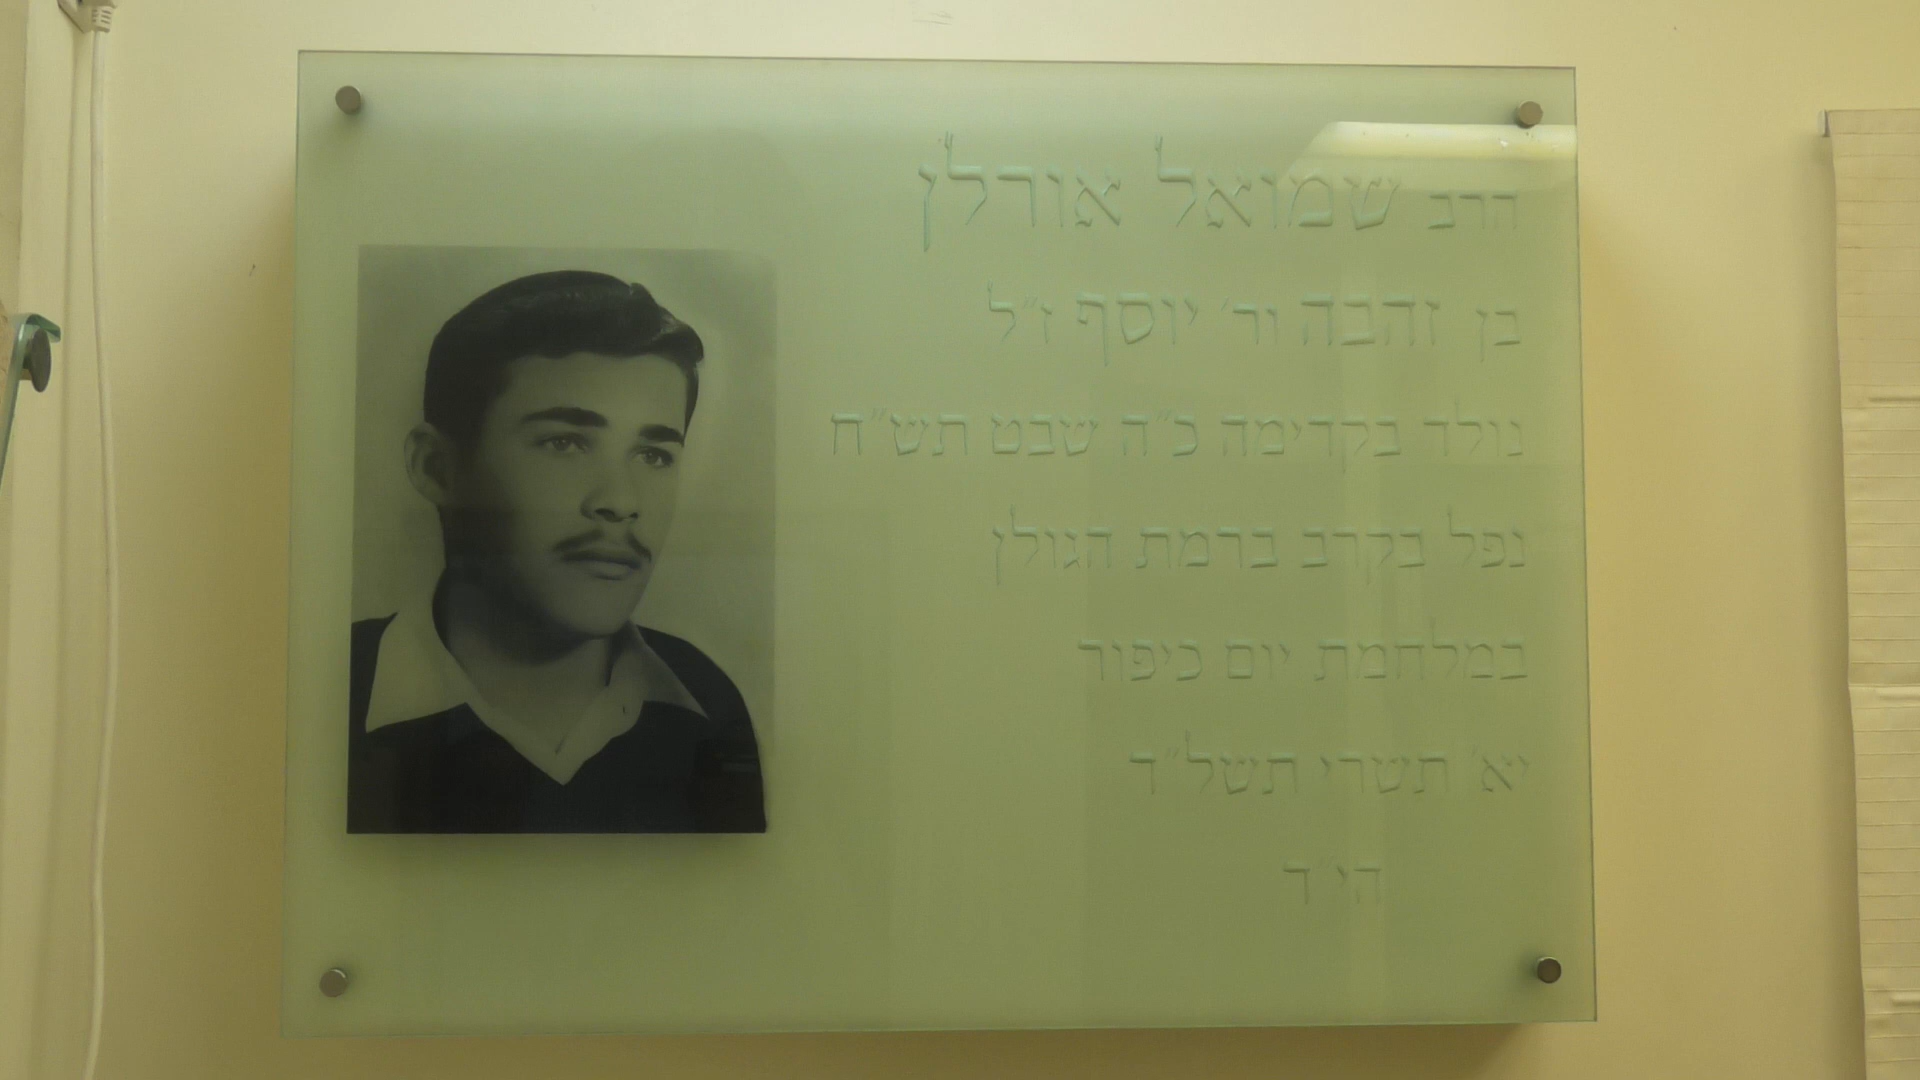 הרב שמואל אורלן
בן זהבה ור׳ יוסף ז״ל
נולד בקדימה כ״ה שבט תש״ח
נפל בקרב ברמת הגולן
במלחמת יום כיפור
יא׳ תשרי תשל״ד
הי״ד